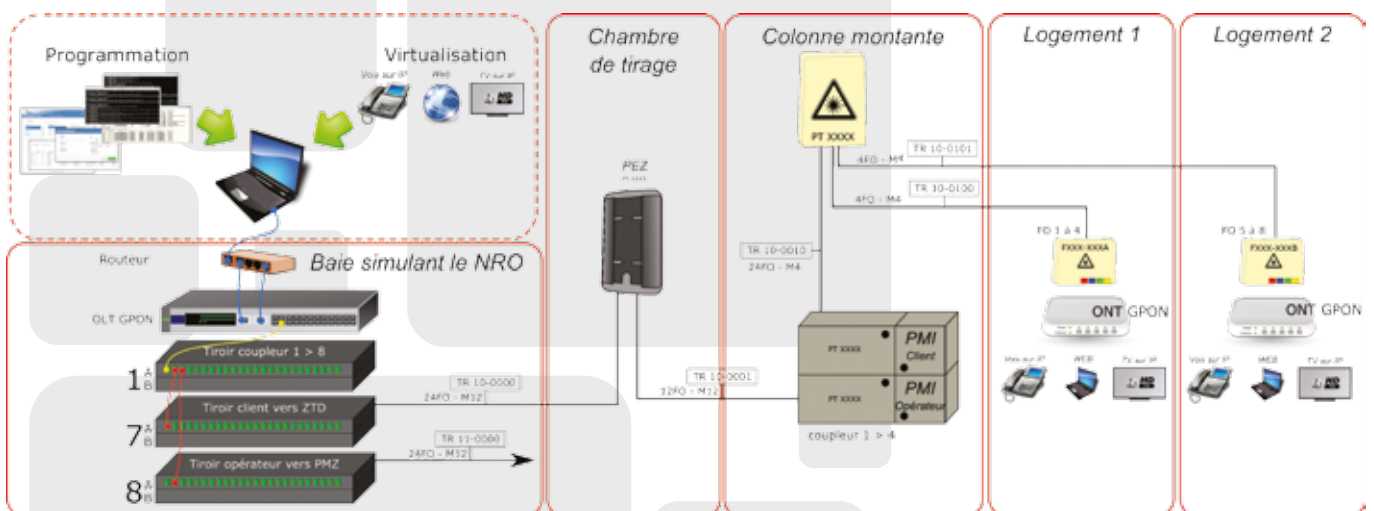 Programmation
Virtualisation
Voix sur IP
Web
TV sur IP
Chambre
de tirage
Colonne montante
Logement 1
Logement 2
PT XXXX
TR 10-0101
4FO - M4
TR 10-0100
4FO - M4
PEZ
TR 10-0010
24FO - M4
FO 1 à 4
FXXX-XXXA
FO 5 à 8
FXXX-XXXB
Routeur
Baie simulant le NRO
OLT GPON
ONT GPON
ONT GPON
Tiroir coupleur 1 > 8
1
A
B
PT XXXX
PMI
Client
Voix sur IP
WEB
TV sur IP
Voix sur IP
WEB
TV sur IP
TR 10-0000
24FO - M12
TR 10-0001
12FO - M12
PT XXXX
PMI
Opérateur
coupleur 1 > 4
Tiroir client vers ZTD
7
A
B
TR 11-0000
24FO - M12
Tiroir opérateur vers PMZ
8
A
B